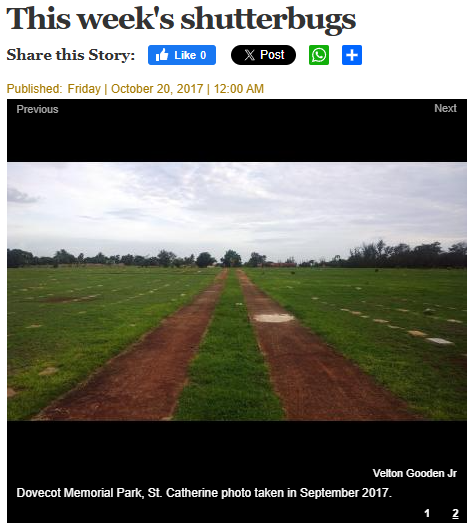 This week's shutterbugs
Share this Story: Like 0 X Post
Published: Friday | October 20, 2017 | 12:00 AM
Previous Next
Velton Gooden Jr
Dovecot Memorial Park, St. Catherine photo taken in September 2017.
1 2